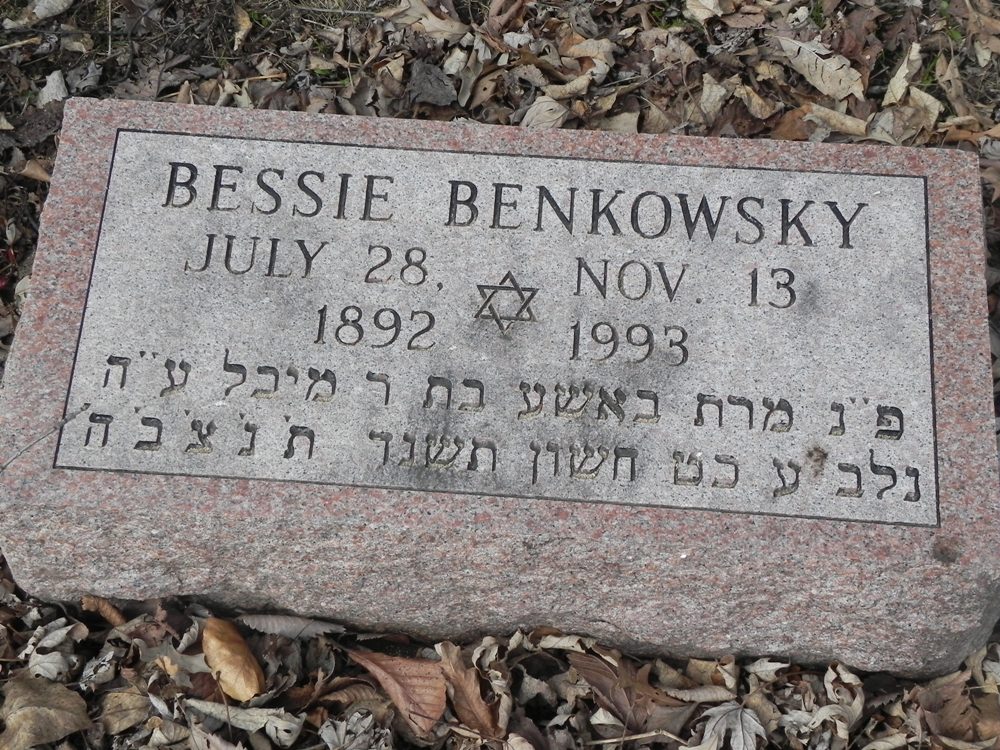 BESSIE BENKOWSKY
JULY 28, NOV. 13
1892 1993
פ״נ מרת באשע בת ר מיכל ע״ה
נלב״ע כט חשון תשנד ת׳נ׳צ׳ב׳ה׳